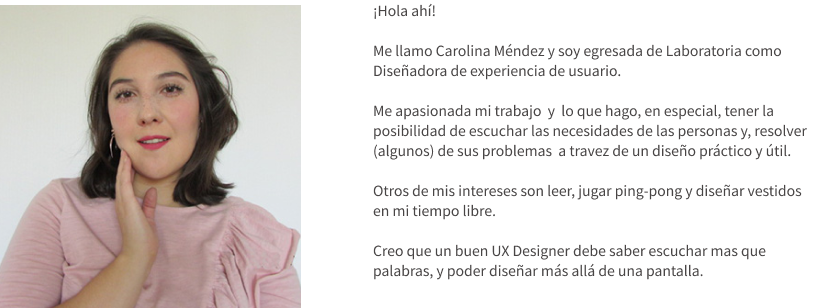 ¡Hola ahí!
Me llamo Carolina Méndez y soy egresada de Laboratoria como
Diseñadora de experiencia de usuario.
Me apasionada mi trabajo  y  lo que hago, en especial, tener la
posibilidad de escuchar las necesidades de las personas y, resolver
(algunos) de sus problemas  a travez de un diseño práctico y útil.
Otros de mis intereses son leer, jugar ping-pong y diseñar vestidos
en mi tiempo libre.
Creo que un buen UX Designer debe saber escuchar mas que
palabras, y poder diseñar más allá de una pantalla.